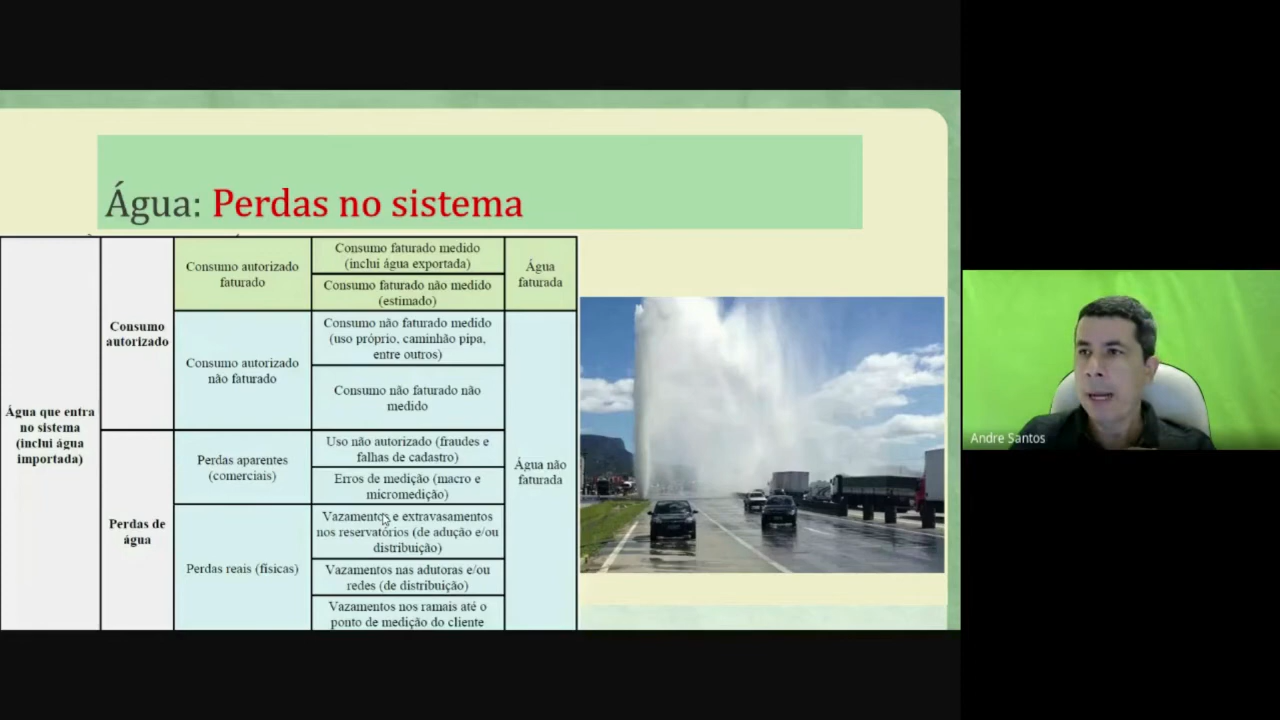 Água: Perdas no sistema
Água que entra
no sistema
(inclui água
importada)
Consumo
autorizado
Consumo autorizado
faturado
Consumo faturado medido
(inclui água exportada)
Consumo faturado não medido
(estimado)
Água
faturada
Consumo autorizado
não faturado
Consumo não faturado medido
(uso próprio, caminhão pipa,
entre outros)
Consumo não faturado não
medido
Perdas de
água
Perdas aparentes
(comerciais)
Uso não autorizado (fraudes e
falhas de cadastro)
Erros de medição (macro e
micromedição)
Água não
faturada
Perdas reais (físicas)
Vazamentos e extravasamentos
nos reservatórios (de adução e/ou
distribuição)
Vazamentos nas adutoras e/ou
redes (de distribuição)
Vazamentos nos ramais até o
ponto de medição do cliente
Andre Santos